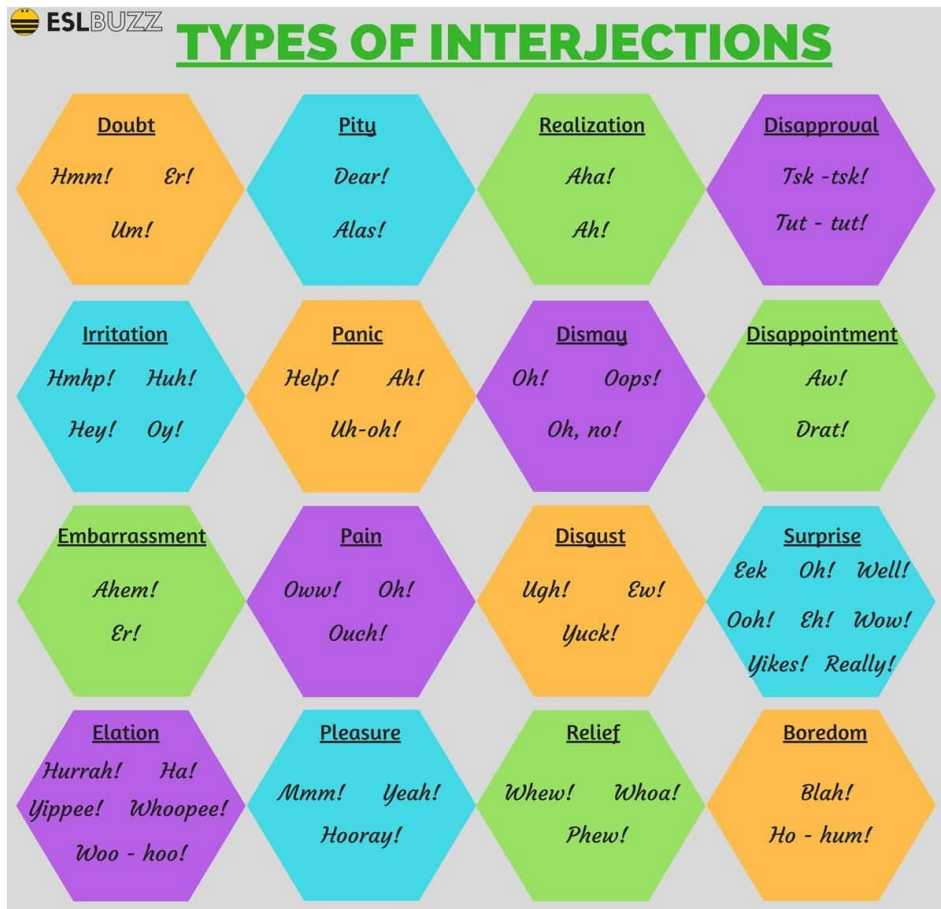 ESLBUZZ
TYPES OF INTERJECTIONS
Doubt
Hmm! Er!
Um!
Pity
Dear!
Alas!
Realization
Aha!
Ah!
Disapproval
Tsk -tsk!
Tut - tut!
Irritation
Hmhp! Huh!
Hey! Oy!
Panic
Help! Ah!
Uh-oh!
Dismay
Oh! Oops!
Oh, no!
Disappointment
Aw!
Drat!
Embarrassment
Ahem!
Er!
Pain
Oww! Oh!
Ouch!
Disgust
Ugh! Ew!
Yuck!
Surprise
Eek Oh! Well!
Ooh! Eh! Wow!
Yikes! Really!
Elation
Hurrah! Ha!
Yippee! Whoopee!
Woo - hoo!
Pleasure
Mmm! Yeah!
Hooray!
Relief
Whew! Whoa!
Phew!
Boredom
Blah!
Ho - hum!